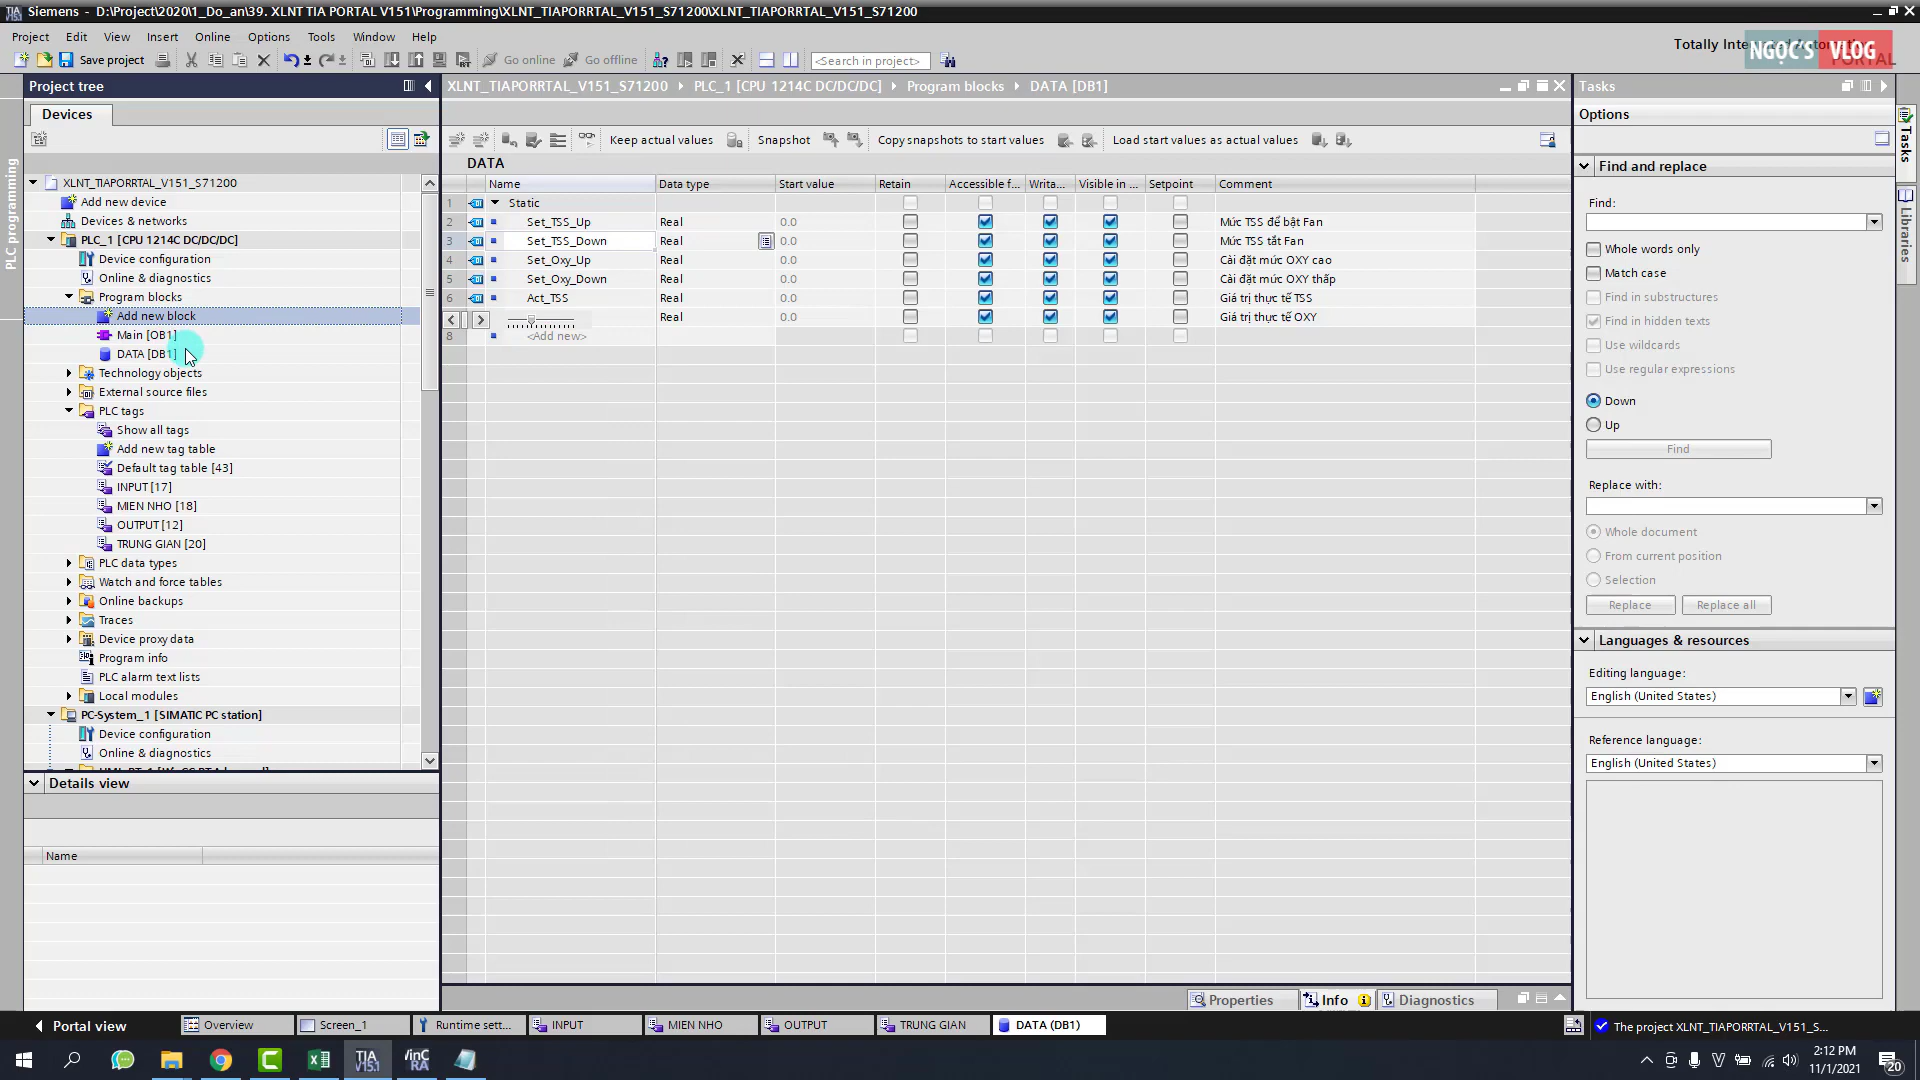 Siemens - D:\Project\2020\1_Do_an\39. XLNT TIA PORTAL V151\Programming\XLNT_TIAPORRTAL_V151_S71200\XLNT_TIAPORRTAL_V151_S71200
Project Edit View Insert Online Options Tools Window Help
Totally Inte
PORTAL
NGỌC'S VLOG
Save project
Go online
Go offline
<Search in project>
Project tree
XLNT_TIAPORRTAL_V151_S71200 PLC_1 [CPU 1214C DC/DC/DC] Program blocks DATA [DB1]
Tasks
Devices
Options
Keep actual values Snapshot Copy snapshots to start values Load start values as actual values
DATA
PLC programming
Tasks
Libraries
XLNT_TIAPORRTAL_V151_S71200
Add new device
Devices & networks
PLC_1 [CPU 1214C DC/DC/DC]
Device configuration
Online & diagnostics
Program blocks
Add new block
Main [OB1]
DATA [DB1]
Technology objects
External source files
PLC tags
Show all tags
Add new tag table
Default tag table [43]
INPUT [17]
MIEN NHO [18]
OUTPUT [12]
TRUNG GIAN [20]
PLC data types
Watch and force tables
Online backups
Traces
Device proxy data
Program info
PLC alarm text lists
Local modules
PC-System_1 [SIMATIC PC station]
Device configuration
Online & diagnostics
Details view
Name
Name Data type Start value Retain Accessible f... Writa... Visible in ... Setpoint Comment
1 Static
2 Set_TSS_Up Real 0.0 Mức TSS để bật Fan
3 Set_TSS_Down Real 0.0 Mức TSS tắt Fan
4 Set_Oxy_Up Real 0.0 Cài đặt mức OXY cao
5 Set_Oxy_Down Real 0.0 Cài đặt mức OXY thấp
6 Act_TSS Real 0.0 Giá trị thực tế TSS
Real 0.0 Giá trị thực tế OXY
8 <Add new>
Find and replace
Find:
Whole words only
Match case
Find in substructures
Find in hidden texts
Use wildcards
Use regular expressions
Down
Up
Find
Replace with:
Whole document
From current position
Selection
Replace Replace all
Languages & resources
Editing language:
English (United States)
Reference language:
English (United States)
Properties Info Diagnostics
Portal view Overview Screen_1 Runtime sett... INPUT MIEN NHO OUTPUT TRUNG GIAN DATA (DB1)
The project XLNT_TIAPORRTAL_V151_S...
TIA V15.1
WinCC RA
2:12 PM
11/1/2021
20